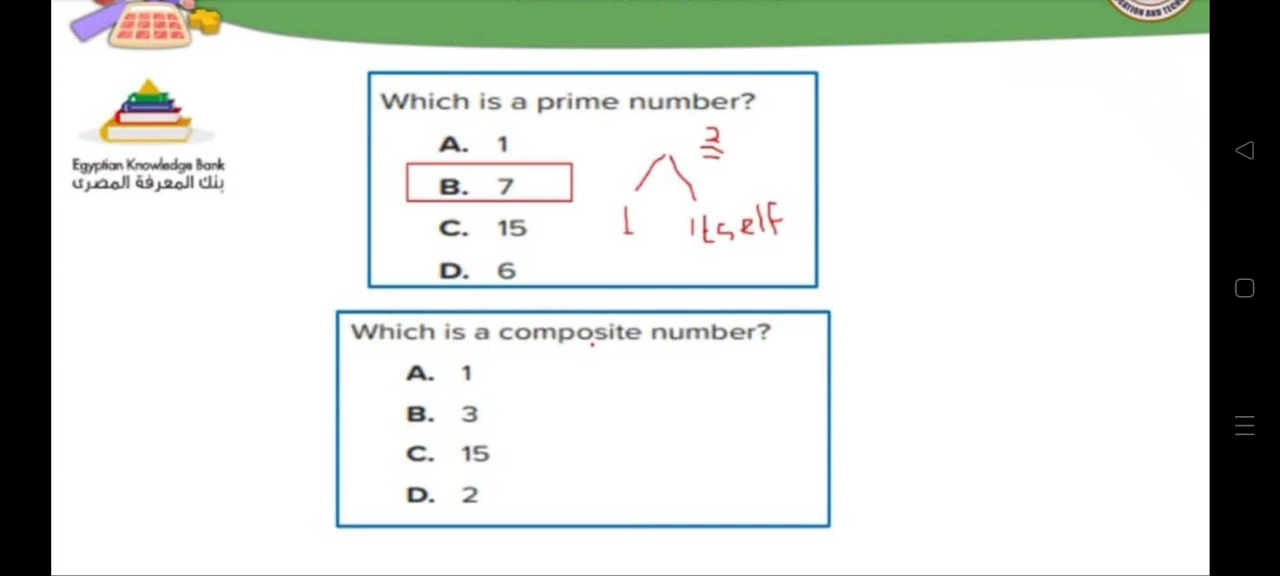 Egyptian Knowledge Bank
بنك المعرفة المصرى
Which is a prime number?
A. 1
B. 7
C. 15
D. 6
2
1 Itself
Which is a composite number?
A. 1
B. 3
C. 15
D. 2